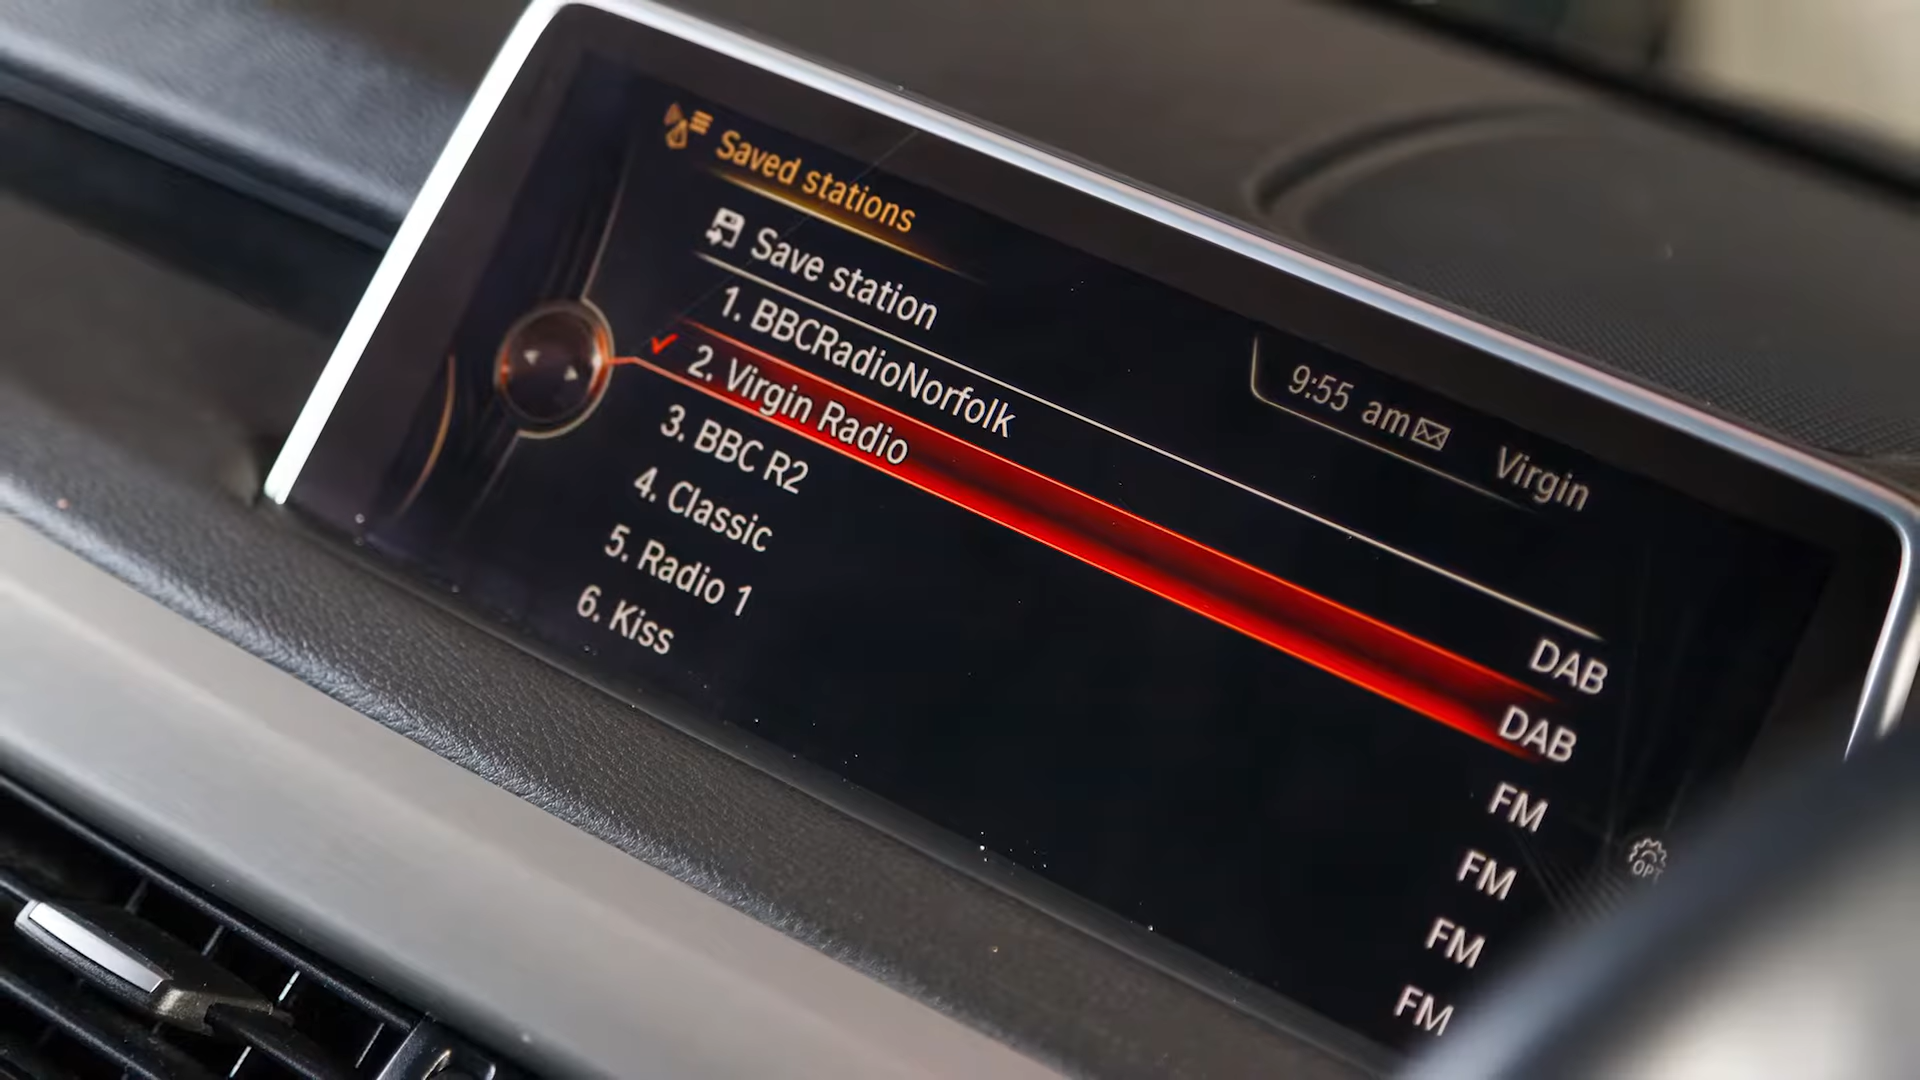 Saved stations
Save station
9:55 am
Virgin
1. BBCRadioNorfolk DAB
2. Virgin Radio DAB
3. BBC R2 FM
4. Classic FM
5. Radio 1 FM
6. Kiss FM
OPT